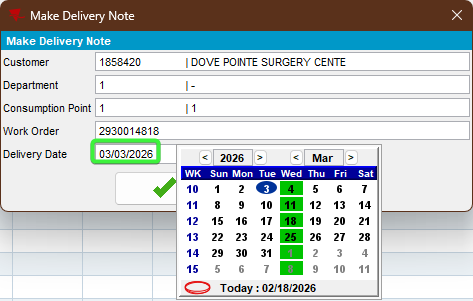 Make Delivery Note
Make Delivery Note
Customer 1858420 | DOVE POINTE SURGERY CENTE
Department | -
Consumption Point 1 | 1
Work Order 2930014818
Delivery Date 03/03/2026
< 2026 > < Mar >
WK Sun Mon Tue Wed Thu Fri Sat
10 1 2 3 4 5 6 7
11 8 9 10 11 12 13 14
12 15 16 17 18 19 20 21
13 22 23 24 25 26 27 28
14 29 30 31 1 2 3 4
15 5 6 7 8 9 10 11
Today : 02/18/2026